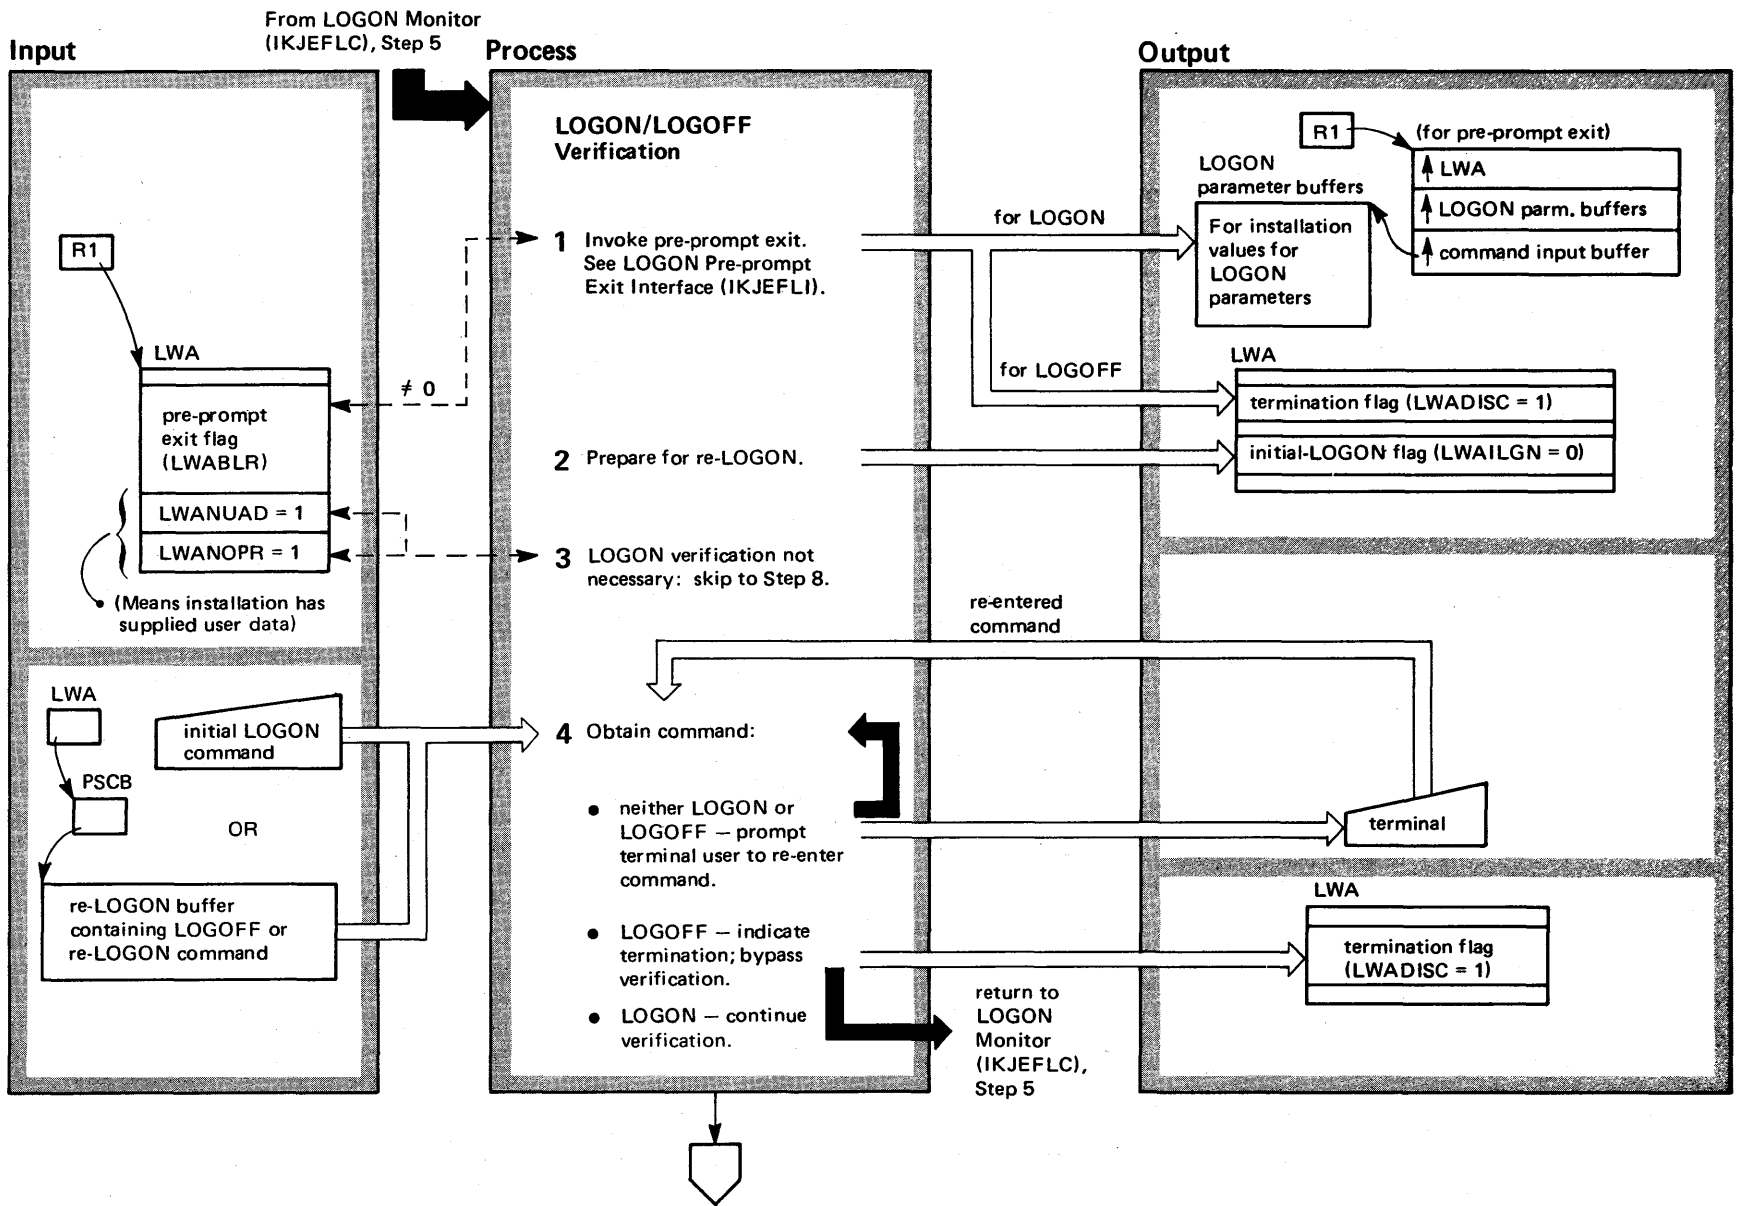 From LOGON Monitor
(IKJEFLC), Step 5
Input
Process
Output
R1
LWA
pre-prompt
exit flag
(LWABLR)
LWANUAD = 1
LWANOPR = 1
(Means installation has
supplied user data)
≠ 0
LWA
PSCB
initial LOGON
command
OR
re-LOGON buffer
containing LOGOFF or
re-LOGON command
LOGON/LOGOFF
Verification
1 Invoke pre-prompt exit.
See LOGON Pre-prompt
Exit Interface (IKJEFLI).
2 Prepare for re-LOGON.
3 LOGON verification not
necessary: skip to Step 8.
4 Obtain command:
● neither LOGON or
LOGOFF — prompt
terminal user to re-enter
command.
● LOGOFF — indicate
termination; bypass
verification.
● LOGON — continue
verification.
for LOGON
for LOGOFF
re-entered
command
return to
LOGON
Monitor
(IKJEFLC),
Step 5
R1
(for pre-prompt exit)
LWA
LOGON parm. buffers
command input buffer
LOGON
parameter buffers
For installation
values for
LOGON
parameters
LWA
termination flag (LWADISC = 1)
initial-LOGON flag (LWAILGN = 0)
terminal
LWA
termination flag
(LWADISC = 1)